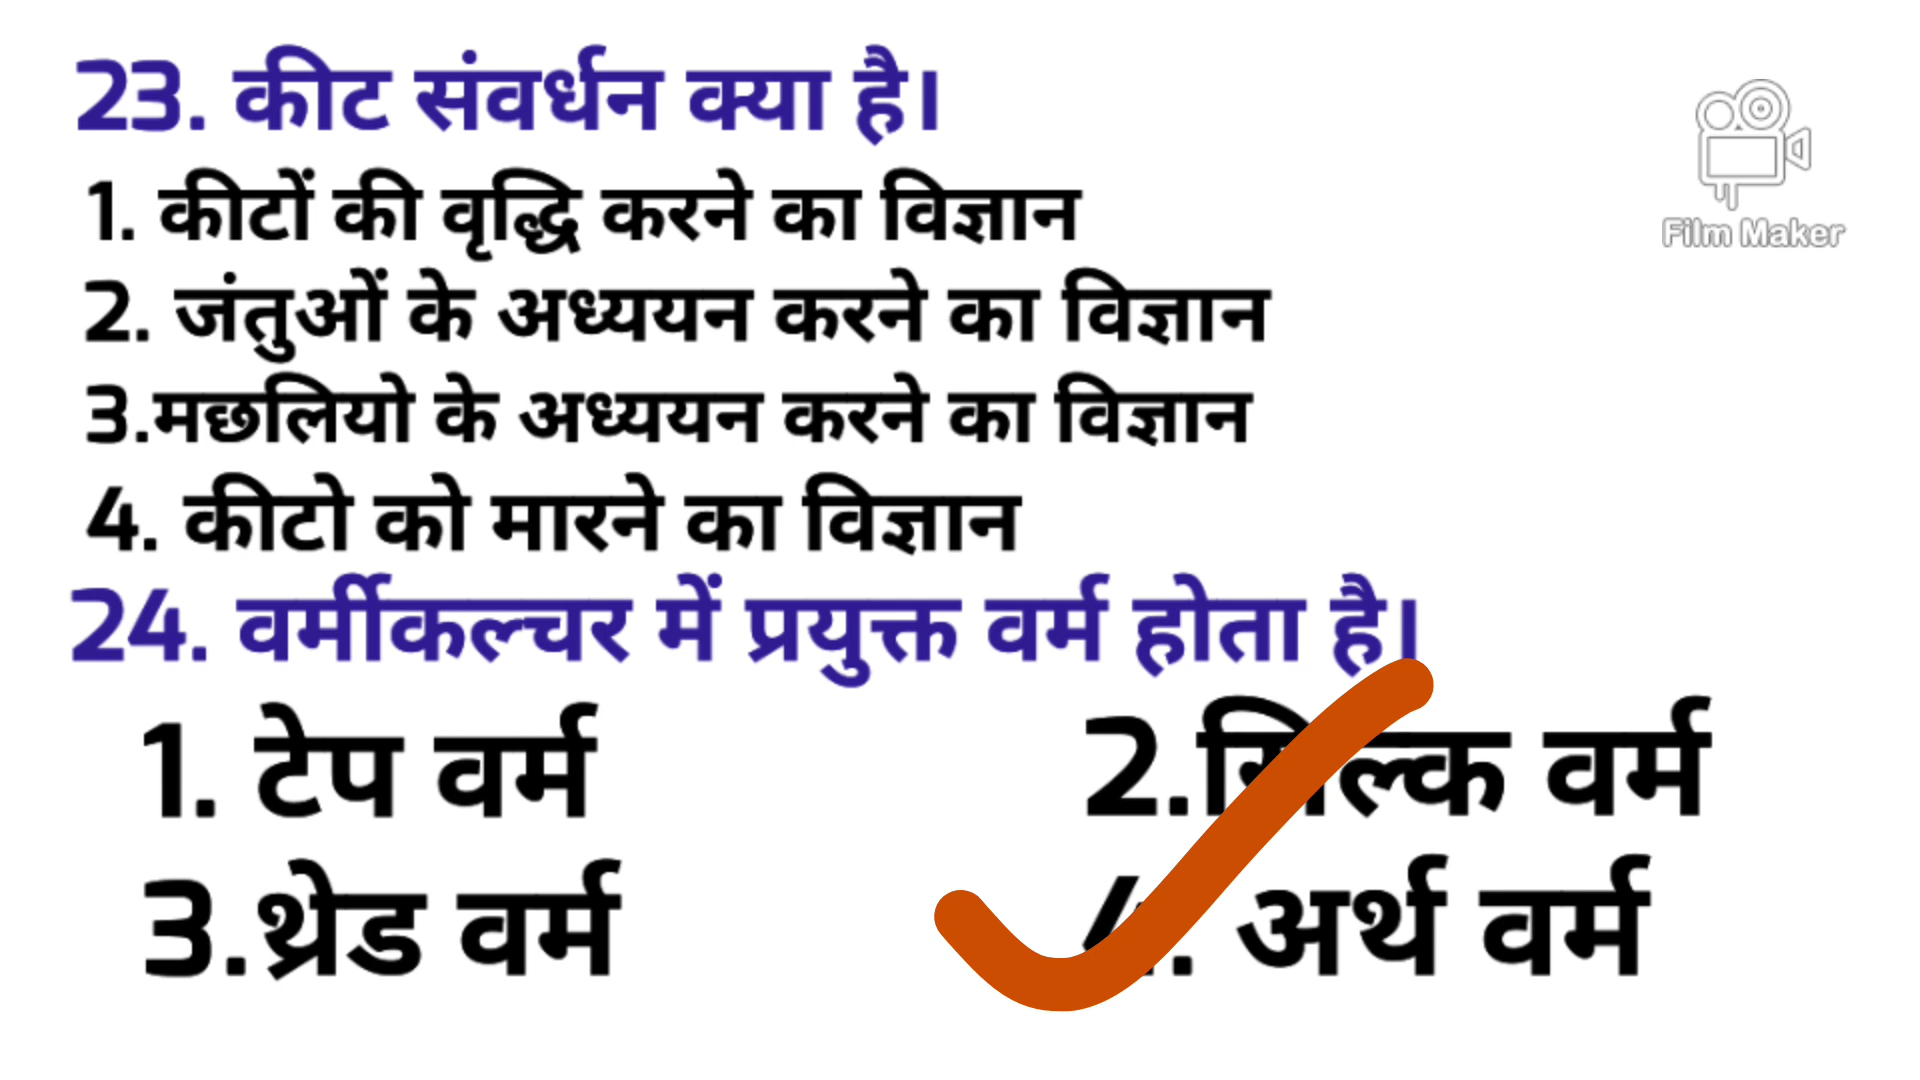 23. कीट संवर्धन क्या है।
1. कीटों की वृद्धि करने का विज्ञान
2. जंतुओं के अध्ययन करने का विज्ञान
3.मछलियो के अध्ययन करने का विज्ञान
4. कीटो को मारने का विज्ञान
24. वर्मीकल्चर में प्रयुक्त वर्म होता है।
1. टेप वर्म 2.सिल्क वर्म
3.थ्रेड वर्म 4. अर्थ वर्म
Film Maker